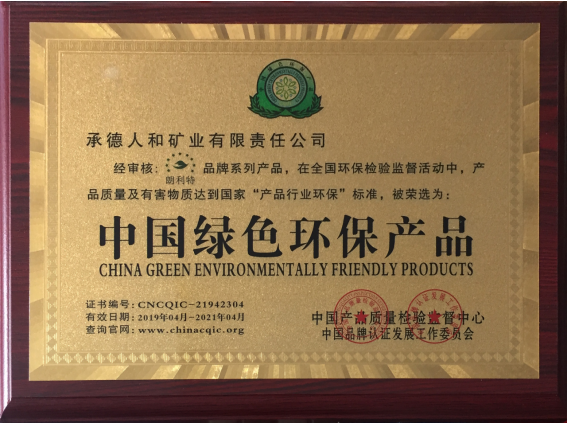 承德人和矿业有限责任公司
经审核： 朗利特 品牌系列产品，在全国环保检验监督活动中，产
品质量及有害物质达到国家“产品行业环保”标准，被荣选为：
中国绿色环保产品
CHINA GREEN ENVIRONMENTALLY FRIENDLY PRODUCTS
证书编号：CNCQIC-21942304
有效日期：2019年04月-2021年04月
查询官网：www.chinacqic.org
中国产品质量检验监督中心
中国品牌认证发展工作委员会